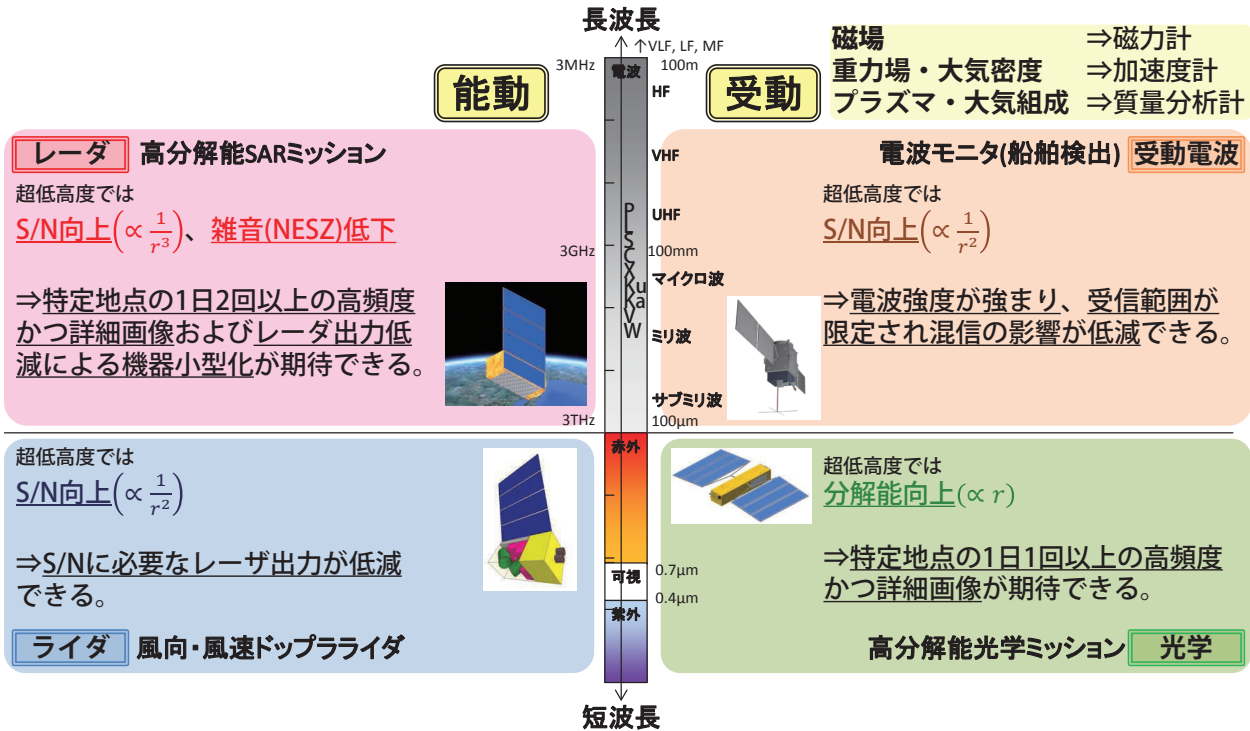 長波長
↑VLF, LF, MF
能動
受動
磁場 ⇒磁力計
重力場・大気密度 ⇒加速度計
プラズマ・大気組成 ⇒質量分析計
3MHz
電波
100m
HF
VHF
UHF
3GHz
100mm
マイクロ波
ミリ波
サブミリ波
3THz
100μm
P
L
S
C
X
Ku
K
Ka
V
W
レーダ 高分解能SARミッション
超低高度では
S/N向上(∝ 1/r³)、雑音(NESZ)低下
⇒特定地点の1日2回以上の高頻度
かつ詳細画像およびレーダ出力低
減による機器小型化が期待できる。
電波モニタ(船舶検出) 受動電波
超低高度では
S/N向上(∝ 1/r²)
⇒電波強度が強まり、受信範囲が
限定され混信の影響が低減できる。
赤外
可視
紫外
0.7μm
0.4μm
超低高度では
S/N向上(∝ 1/r²)
⇒S/Nに必要なレーザ出力が低減
できる。
ライダ 風向・風速ドップラライダ
超低高度では
分解能向上(∝ r)
⇒特定地点の1日1回以上の高頻度
かつ詳細画像が期待できる。
高分解能光学ミッション 光学
短波長